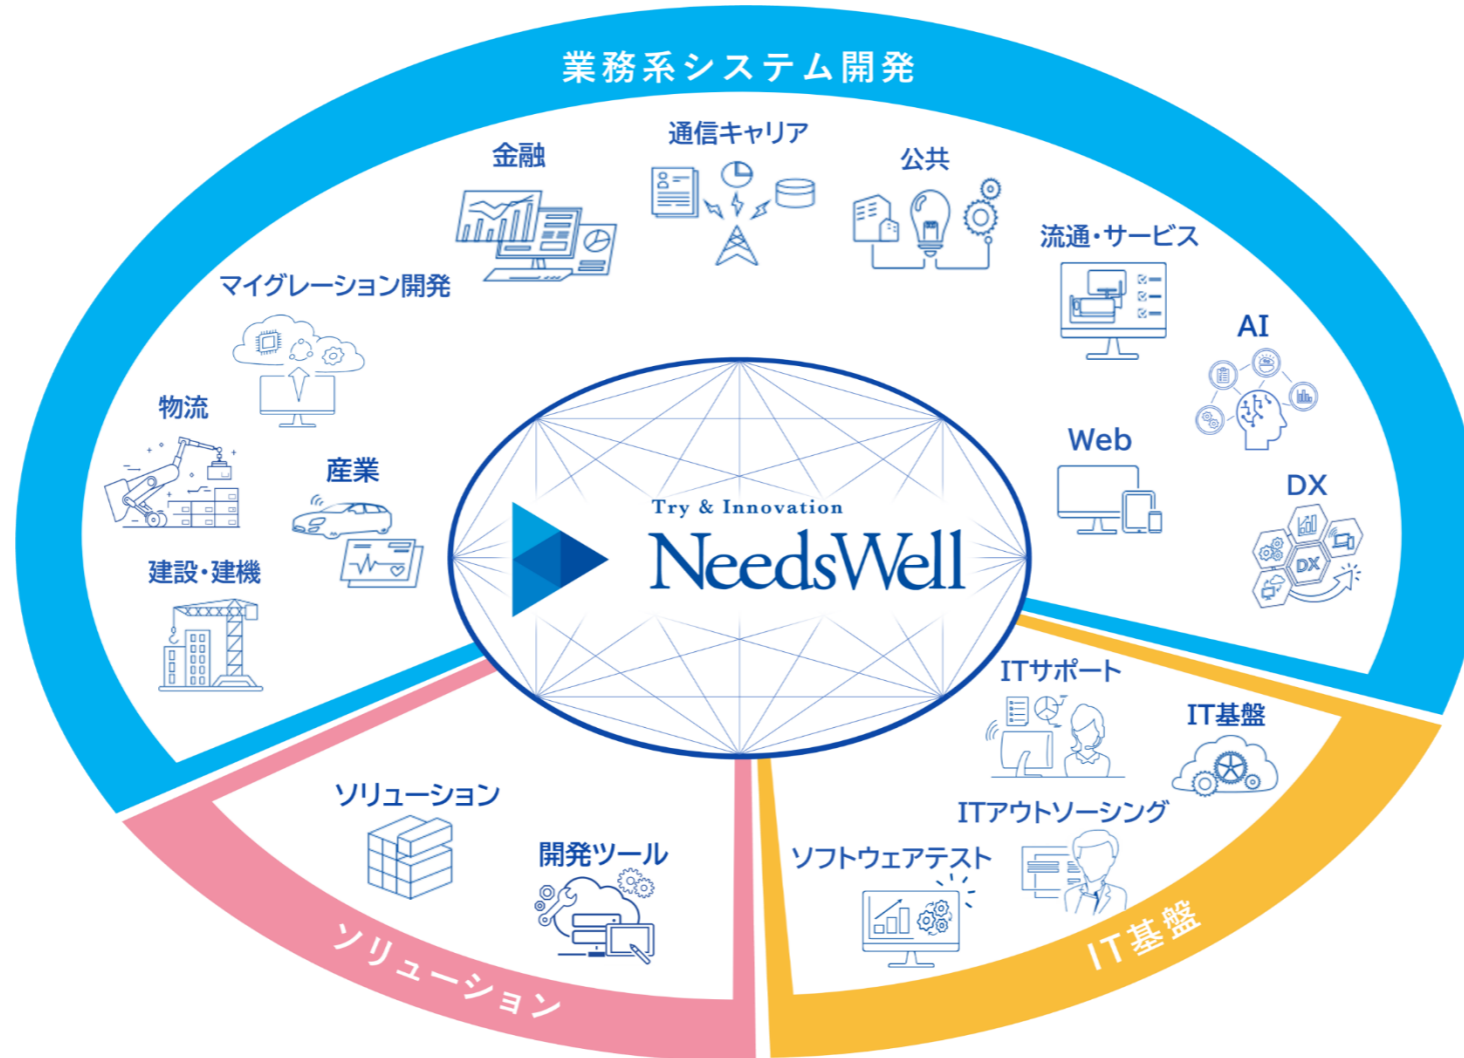 業務系システム開発
通信キャリア
金融
公共
流通・サービス
マイグレーション開発
AI
物流
Web
産業
DX
Try & Innovation
NeedsWell
DX
建設・建機
ITサポート
IT基盤
ソリューション
ITアウトソーシング
開発ツール
ソフトウェアテスト
ソリューション
IT基盤